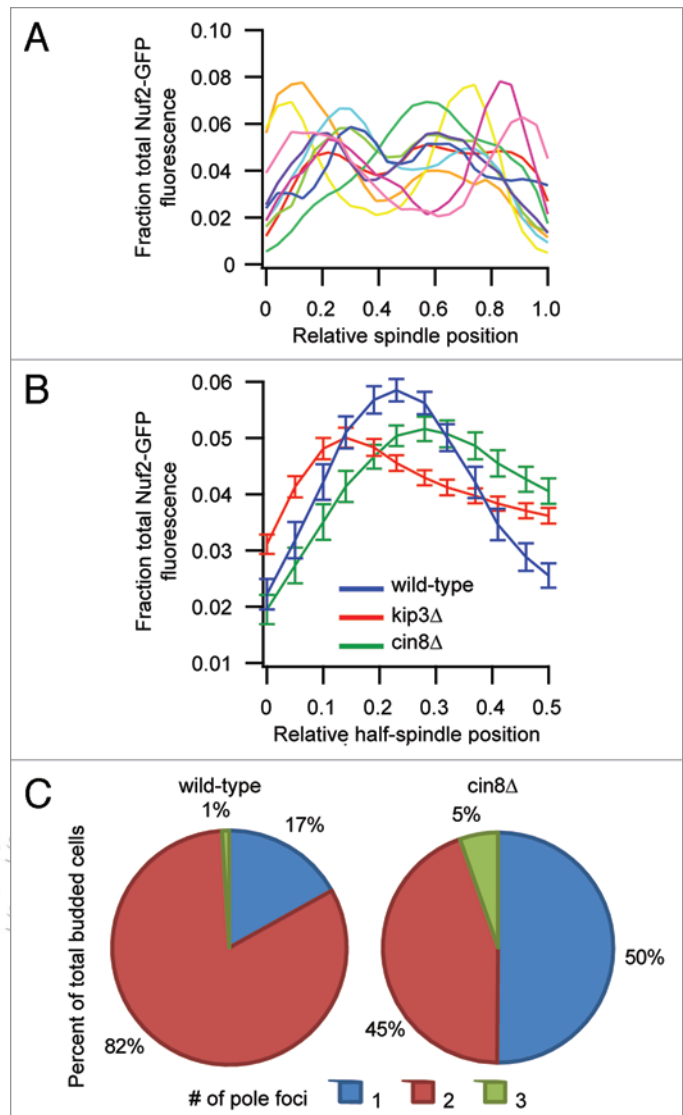 A
Fraction total Nuf2-GFP
fluorescence
0.10
0.08
0.06
0.04
0.02
0
0 0.2 0.4 0.6 0.8 1.0
Relative spindle position
B
Fraction total Nuf2-GFP
fluorescence
0.06
0.05
0.04
0.03
0.02
0.01
wild-type
kip3Δ
cin8Δ
0 0.1 0.2 0.3 0.4 0.5
Relative half-spindle position
C
Percent of total budded cells
wild-type
1%
17%
82%
cin8Δ
5%
50%
45%
# of pole foci 1 2 3